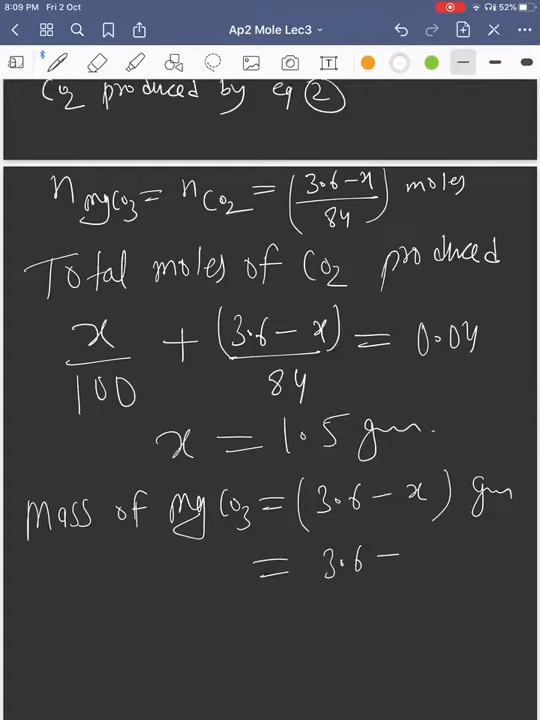 8:09 PM Fri 2 Oct
52%
Ap2 Mole Lec3
T
CO2 produced by eq 2
nMgCO3 = nCO2 = (3.6-x/84) moles
Total moles of CO2 produced
x/100 + (3.6-x)/84 = 0.04
x = 1.5 gm.
Mass of MgCO3 = (3.6-x) gm
= 3.6-